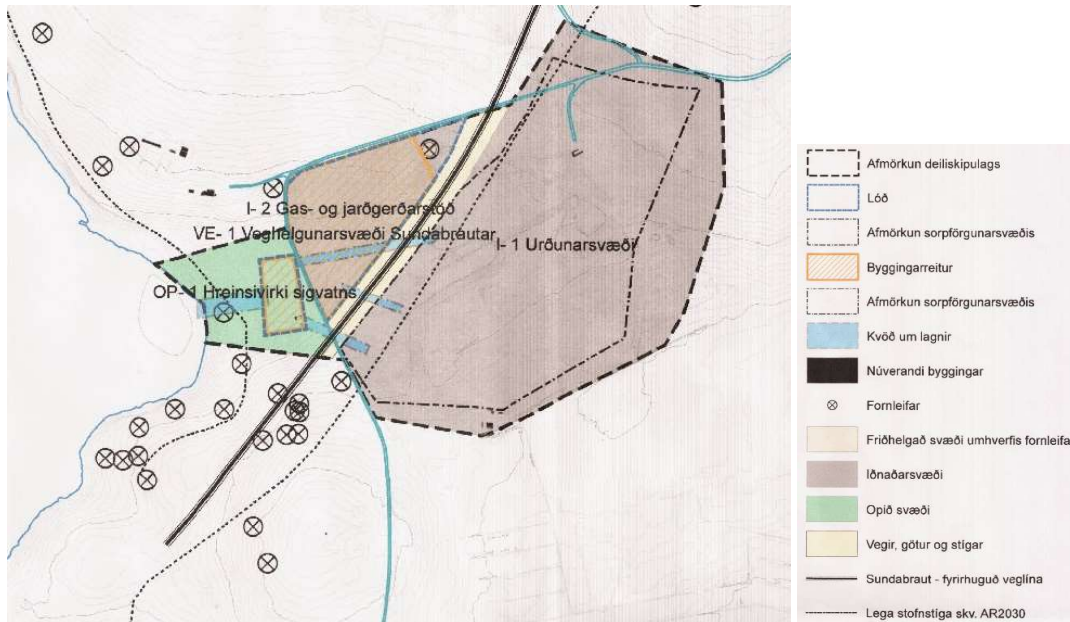 I- 2 Gas- og jarðgerðarstöð
VE- 1 Veghelgunarsvæði Sundabrautar
I- 1 Urðunarsvæði
OP- 1 Hreinsivirki sigvatns
Afmörkun deiliskipulags
Lóð
Afmörkun sorpförgunarsvæðis
Byggingarreitur
Afmörkun sorpförgunarsvæðis
Kvöð um lagnir
Núverandi byggingar
Fornleifar
Friðhelgað svæði umhverfis fornleifa
Iðnaðarsvæði
Opið svæði
Vegir, götur og stígar
Sundabraut - fyrirhuguð veglína
Lega stofnstíga skv. AR2030